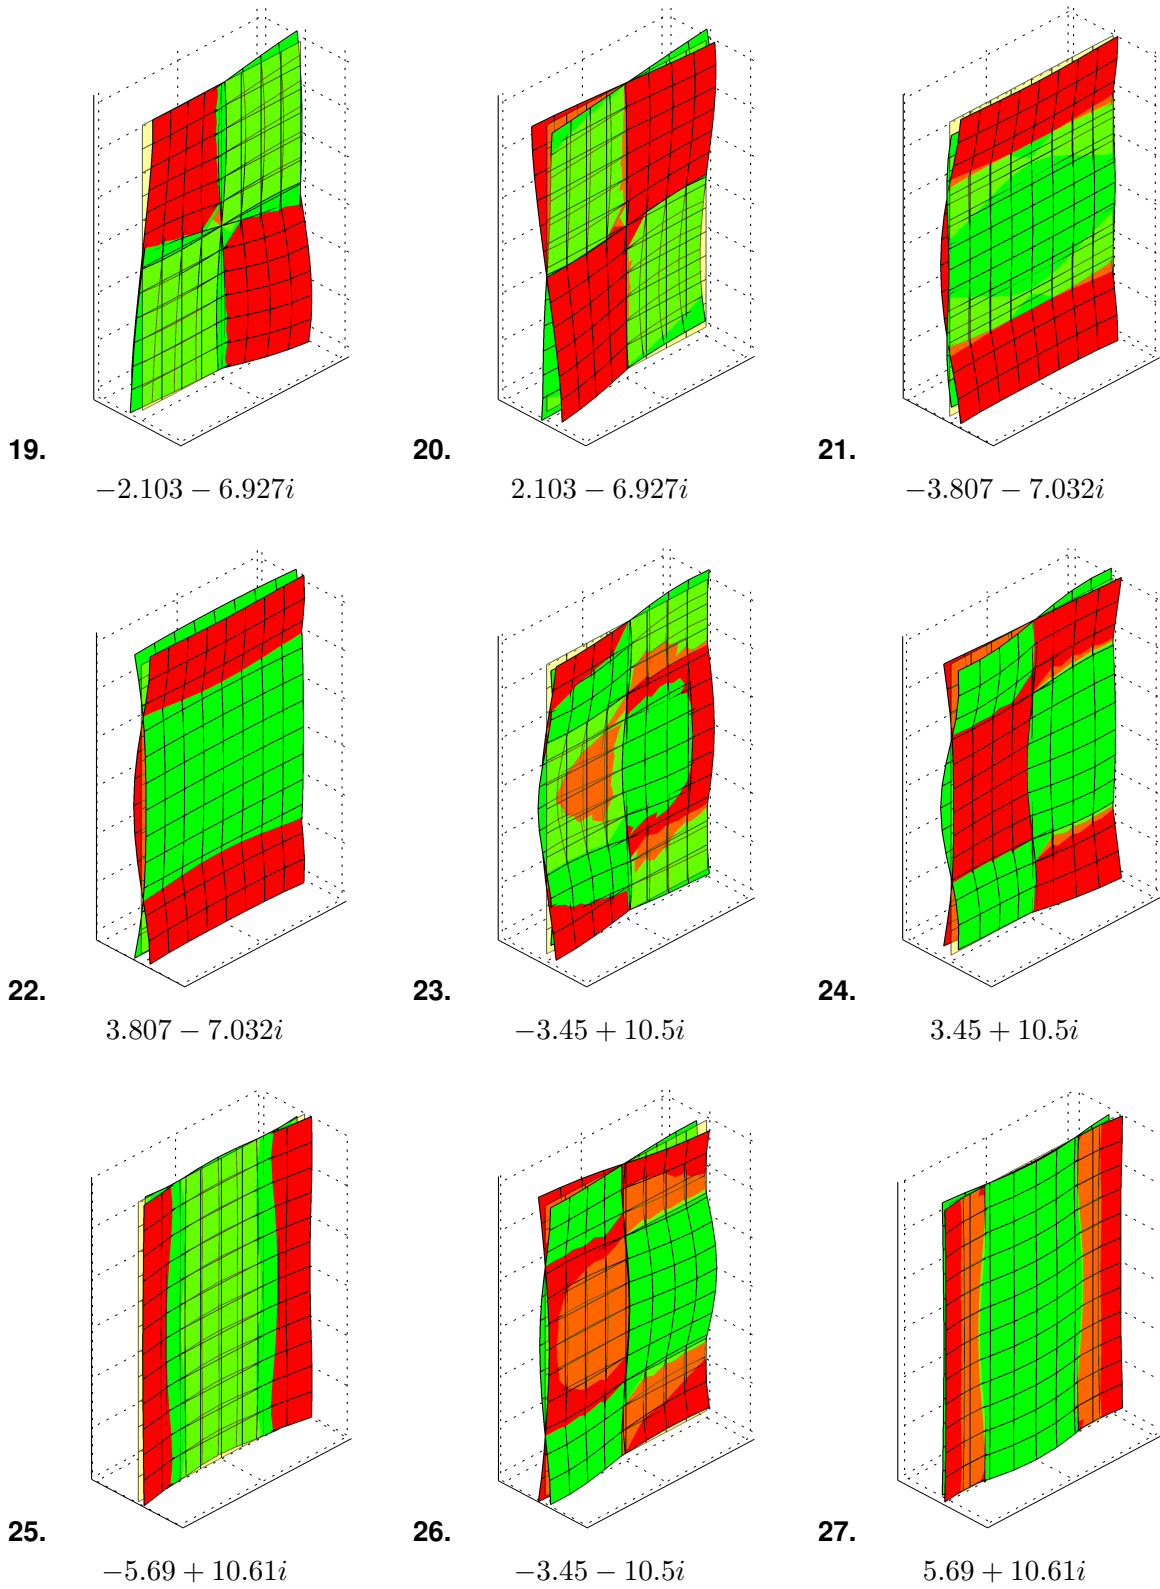 19. 20. 21.
−2.103 − 6.927i 2.103 − 6.927i −3.807 − 7.032i
22. 23. 24.
3.807 − 7.032i −3.45 + 10.5i 3.45 + 10.5i
25. 26. 27.
−5.69 + 10.61i −3.45 − 10.5i 5.69 + 10.61i